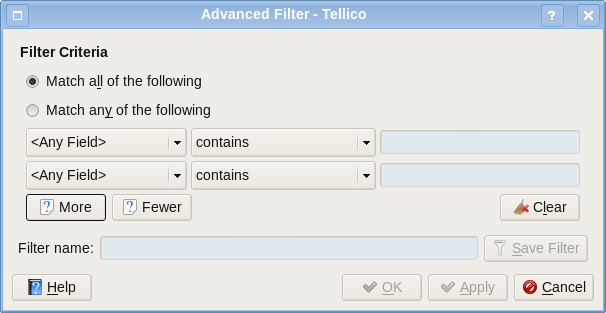 Advanced Filter - Tellico
Filter Criteria
Match all of the following
Match any of the following
<Any Field> contains
<Any Field> contains
More Fewer Clear
Filter name: Save Filter
Help OK Apply Cancel